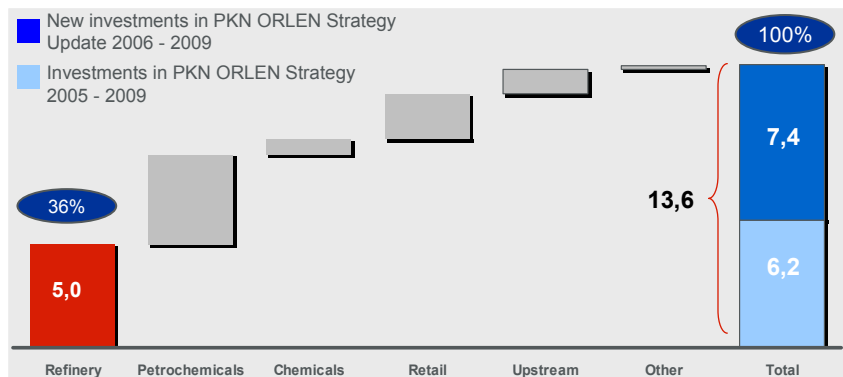 New investments in PKN ORLEN Strategy
Update 2006 - 2009
Investments in PKN ORLEN Strategy
2005 - 2009
100%
7,4
13,6
36%
6,2
5,0
Refinery Petrochemicals Chemicals Retail Upstream Other Total